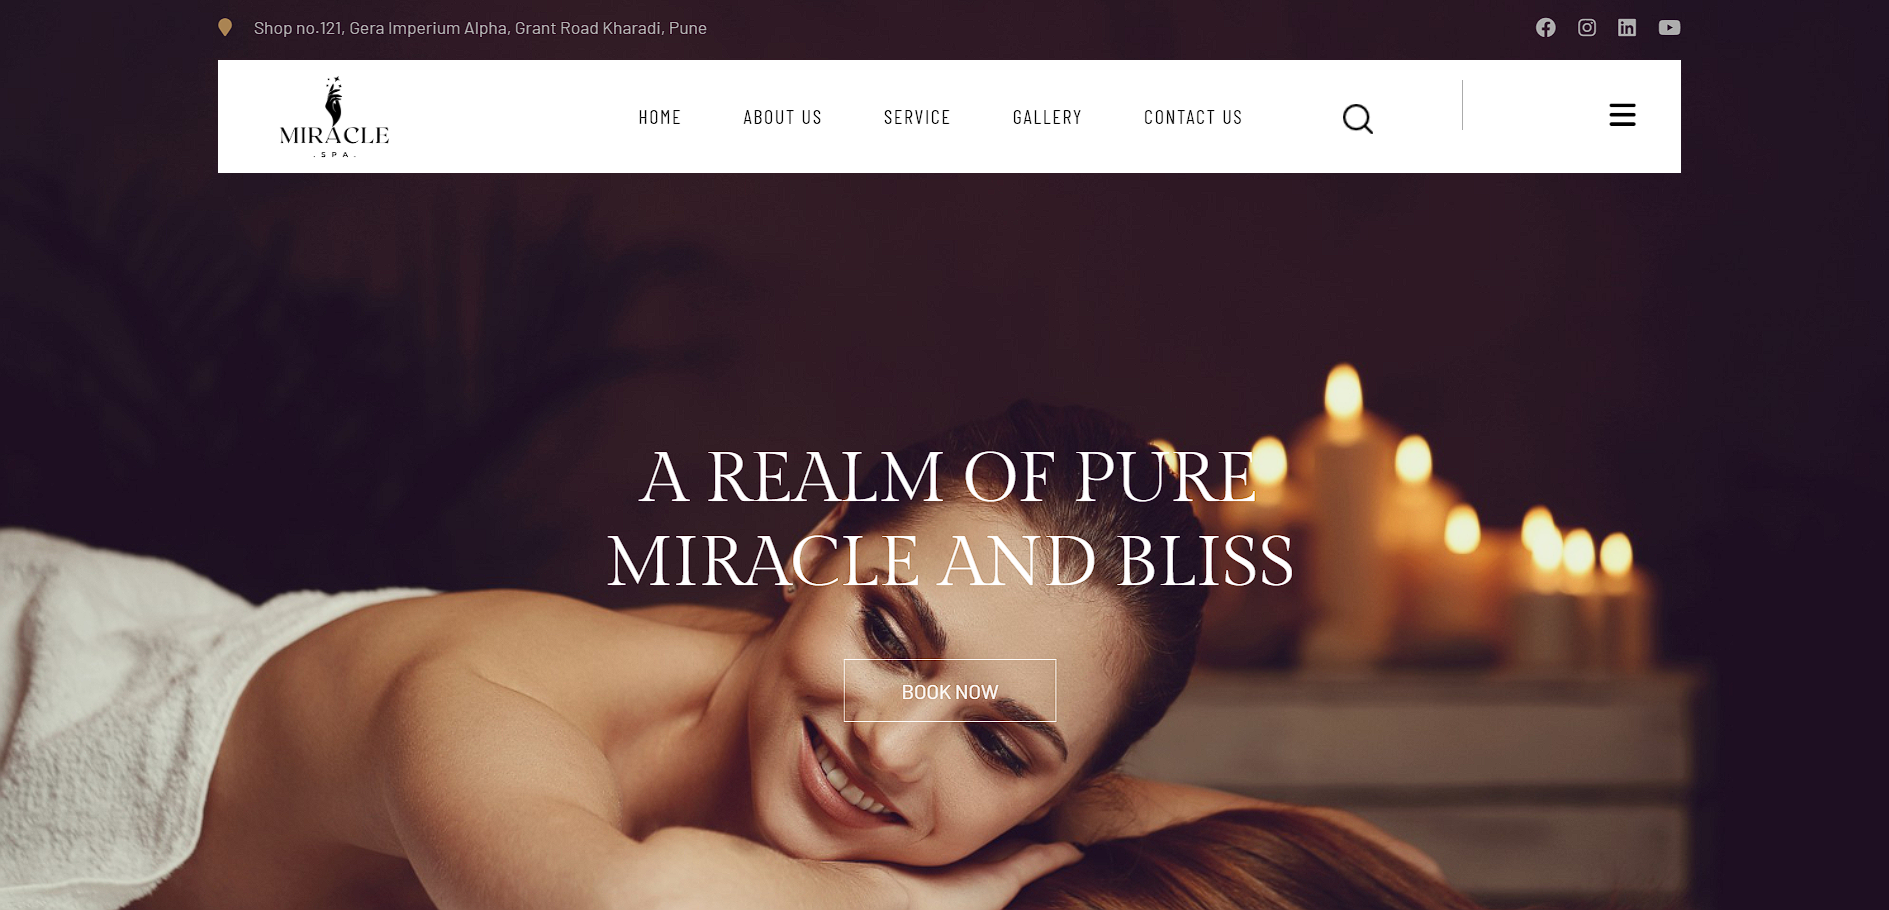 Shop no.121, Gera Imperium Alpha, Grant Road Kharadi, Pune
MIRACLE
.SPA.
HOME
ABOUT US
SERVICE
GALLERY
CONTACT US
A REALM OF PURE
MIRACLE AND BLISS
BOOK NOW